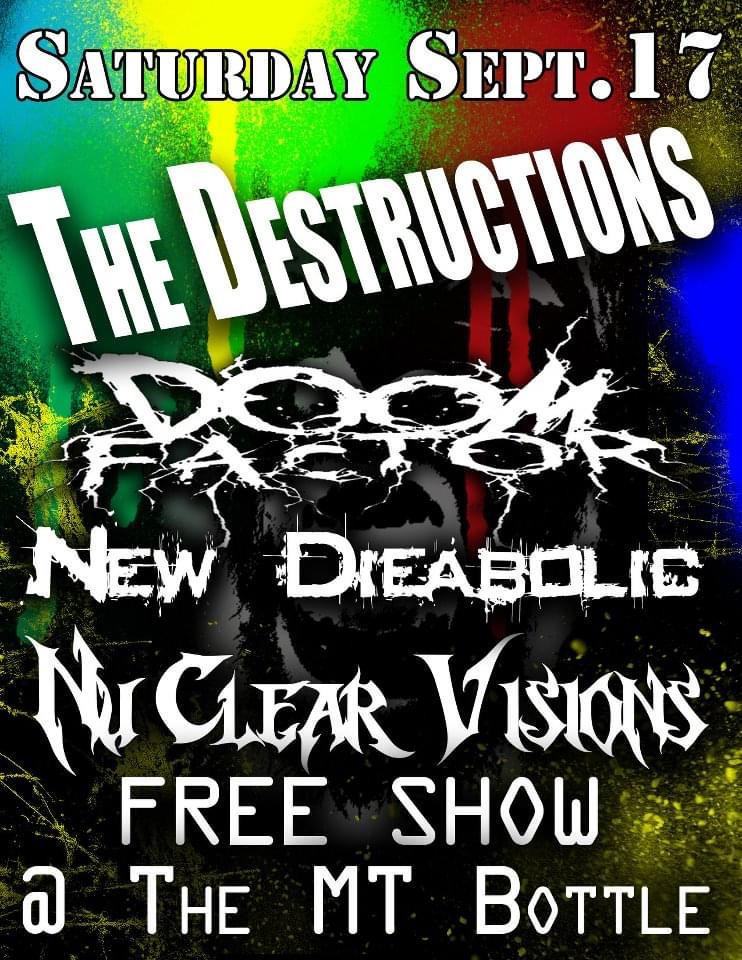 Saturday Sept.17
The Destructions
Doom
Factor
New Dieabolic
Nu Clear Visions
FREE SHOW
@ The MT Bottle